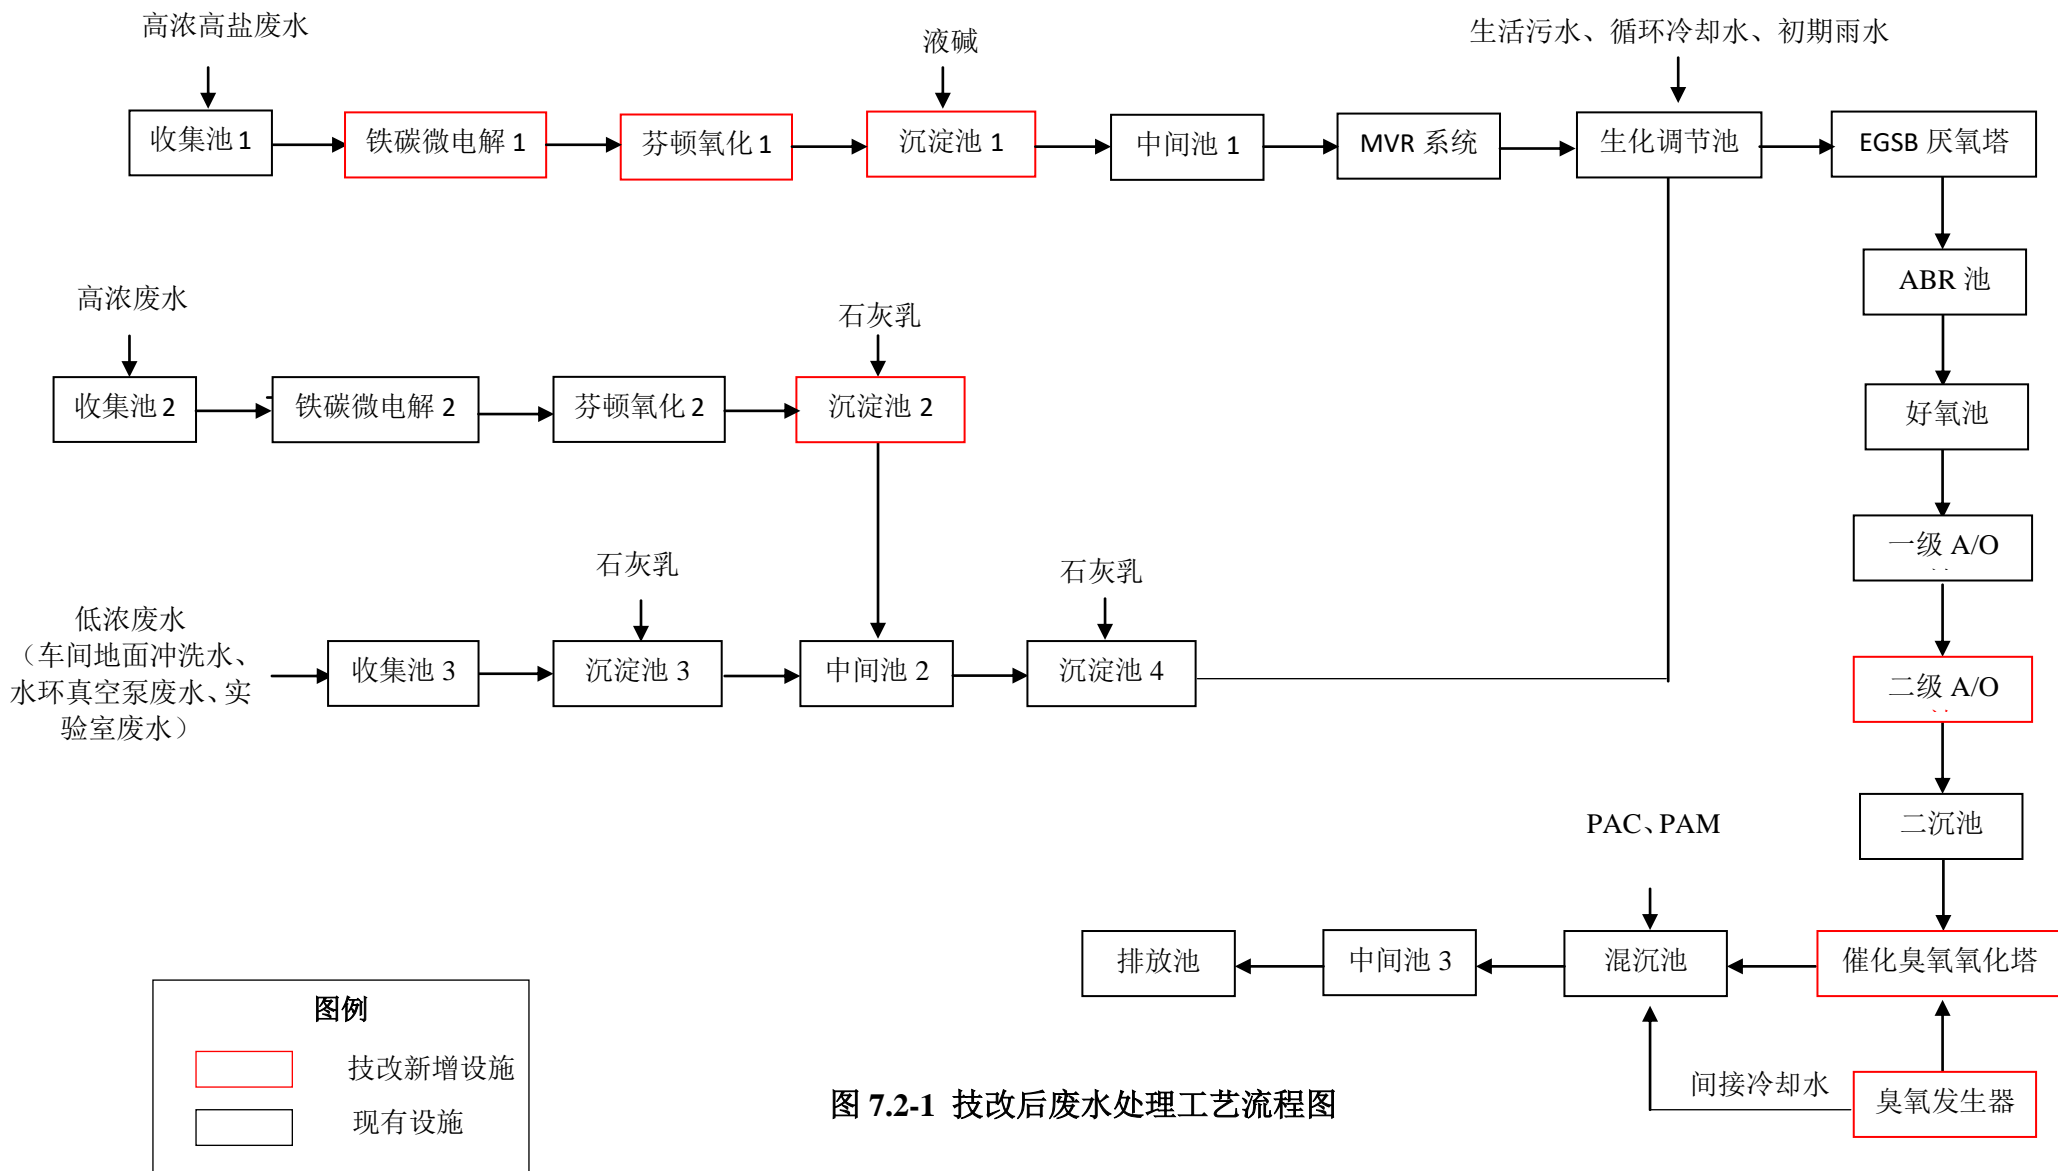 高浓高盐废水
液碱
生活污水、循环冷却水、初期雨水
收集池 1
铁碳微电解 1
芬顿氧化 1
沉淀池 1
中间池 1
MVR 系统
生化调节池
EGSB 厌氧塔
ABR 池
高浓废水
石灰乳
收集池 2
铁碳微电解 2
芬顿氧化 2
沉淀池 2
好氧池
一级 A/O
石灰乳
石灰乳
低浓废水
（车间地面冲洗水、
水环真空泵废水、实
验室废水）
收集池 3
沉淀池 3
中间池 2
沉淀池 4
二级 A/O
二沉池
PAC、PAM
排放池
中间池 3
混沉池
催化臭氧氧化塔
间接冷却水
臭氧发生器
图例
技改新增设施
现有设施
图 7.2-1 技改后废水处理工艺流程图